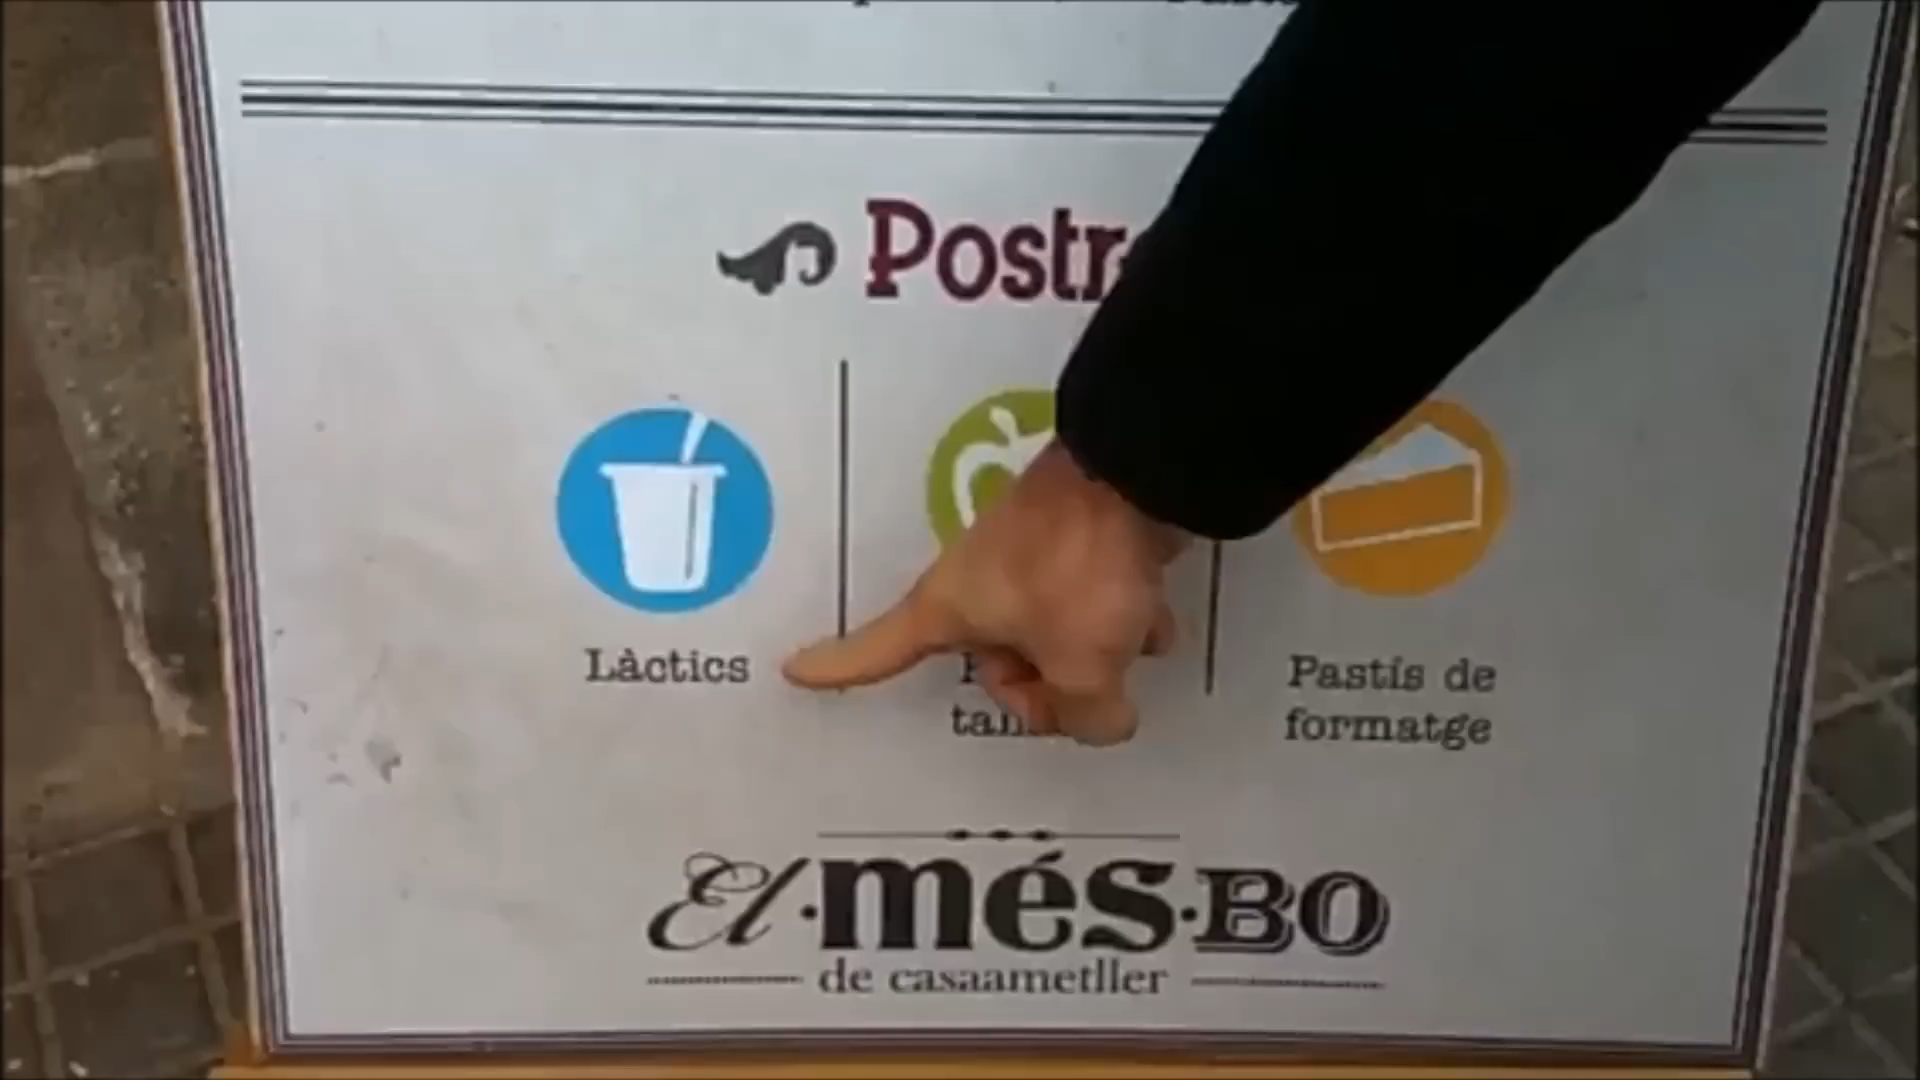 Làctics
Pastís de
formatge
El·més·BO
de casaametller